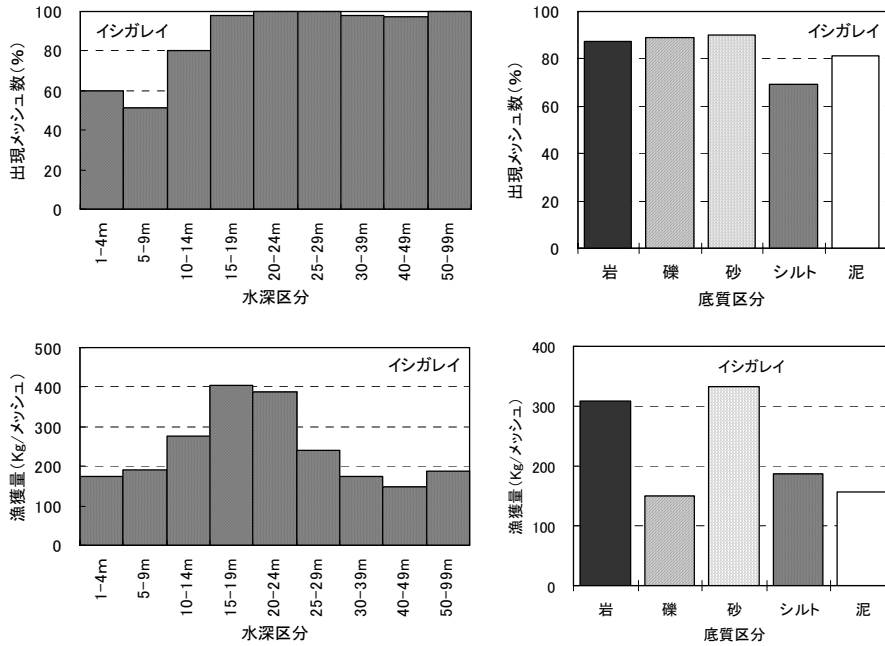 イシガレイ
出現メッシュ数(%)
100
80
60
40
20
0
1-4m
5-9m
10-14m
15-19m
20-24m
25-29m
30-39m
40-49m
50-99m
水深区分
イシガレイ
出現メッシュ数(%)
100
80
60
40
20
0
岩
礫
砂
シルト
泥
底質区分
イシガレイ
漁獲量(Kg/メッシュ)
500
400
300
200
100
0
1-4m
5-9m
10-14m
15-19m
20-24m
25-29m
30-39m
40-49m
50-99m
水深区分
イシガレイ
漁獲量(Kg/メッシュ)
400
300
200
100
0
岩
礫
砂
シルト
泥
底質区分